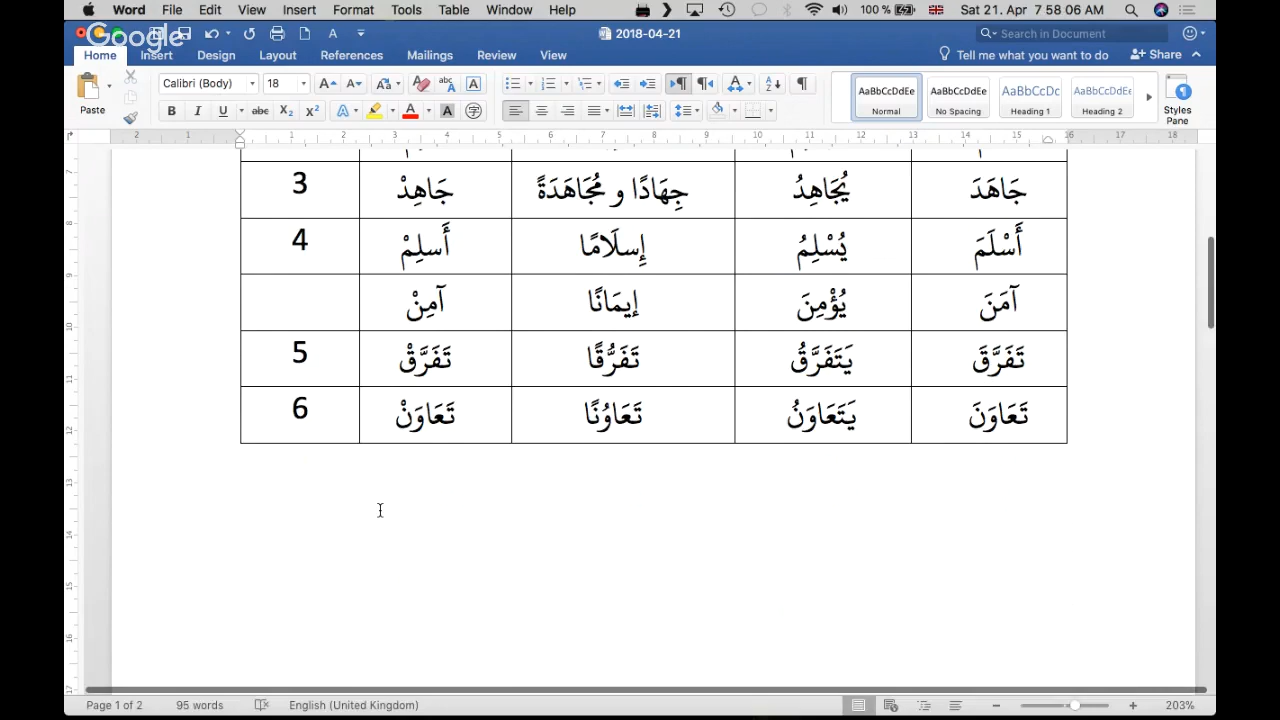 Word File Edit View Insert Format Tools Table Window Help 100 % Sat 21. Apr 7 58 06 AM
Google
2018-04-21
Search in Document
Home Insert Design Layout References Mailings Review View Tell me what you want to do Share
Paste Calibri (Body) 18 AaBbCcDdEe AaBbCcDdEe AaBbCcDc AaBbCcDdEe
Normal No Spacing Heading 1 Heading 2 Styles Pane
جَاهَدَ يُجَاهِدُ جِهَادًا و مُجَاهَدَةً جَاهِدْ 3
أَسْلَمَ يُسْلِمُ إِسلَامًا أَسلِمْ 4
آمَنَ يُؤْمِنَ إيمَانًا آمِنْ
تَفَرَّقَ يَتَفَرَّقُ تَفَرُّقًا تَفَرَّقْ 5
تَعَاوَنَ يَتَعَاوَنُ تَعَاوُنًا تَعَاوَنْ 6
Page 1 of 2 95 words English (United Kingdom) 203%